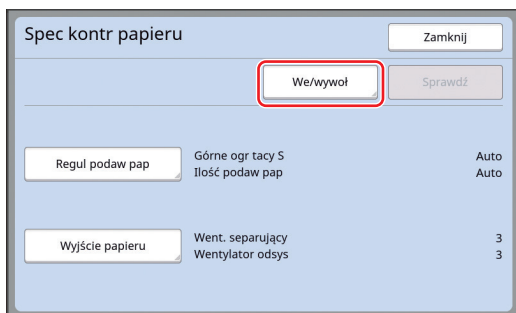 Spec kontr papieru
Zamknij
We/wywoł
Sprawdź
Regul podaw pap
Górne ogr tacy S Auto
Ilość podaw pap Auto
Wyjście papieru
Went. separujący 3
Wentylator odsys 3